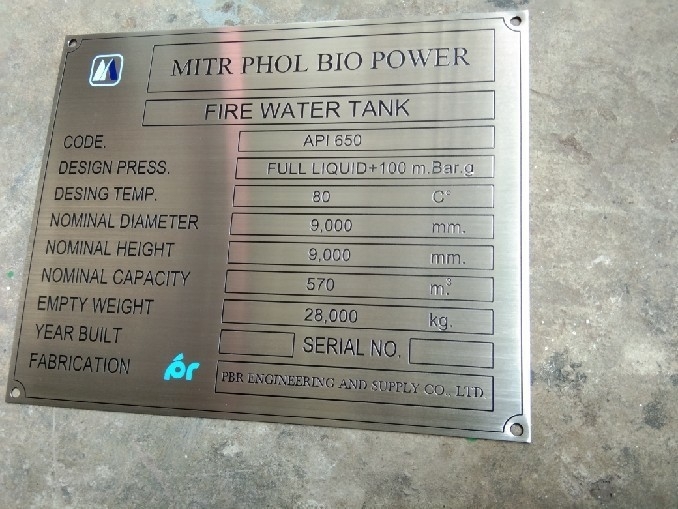 MITR PHOL BIO POWER
FIRE WATER TANK
CODE. API 650
DESIGN PRESS. FULL LIQUID+100 m.Bar.g
DESING TEMP. 80 C°
NOMINAL DIAMETER 9,000 mm.
NOMINAL HEIGHT 9,000 mm.
NOMINAL CAPACITY 570 m.³
EMPTY WEIGHT 28,000 kg.
YEAR BUILT SERIAL NO.
FABRICATION pr PBR ENGINEERING AND SUPPLY CO., LTD.